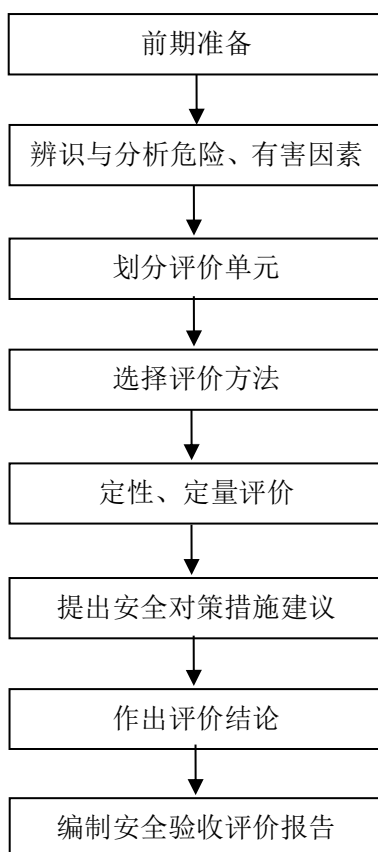 前期准备
辨识与分析危险、有害因素
划分评价单元
选择评价方法
定性、定量评价
提出安全对策措施建议
作出评价结论
编制安全验收评价报告